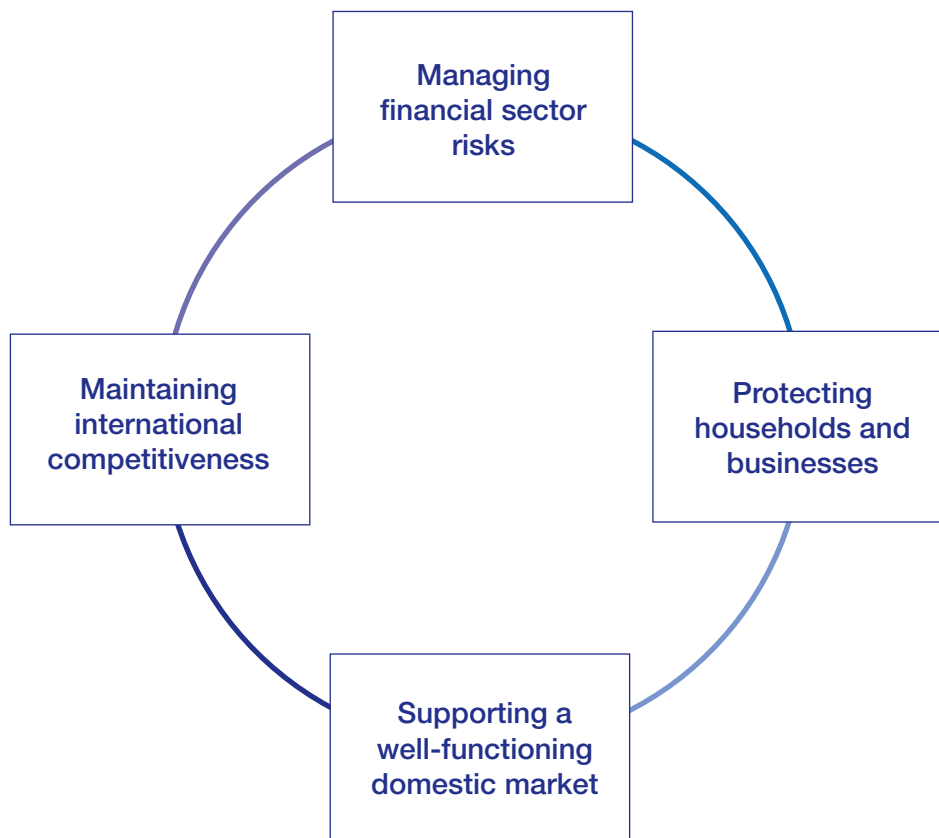 Managing
financial sector
risks
Maintaining
international
competitiveness
Protecting
households and
businesses
Supporting a
well-functioning
domestic market